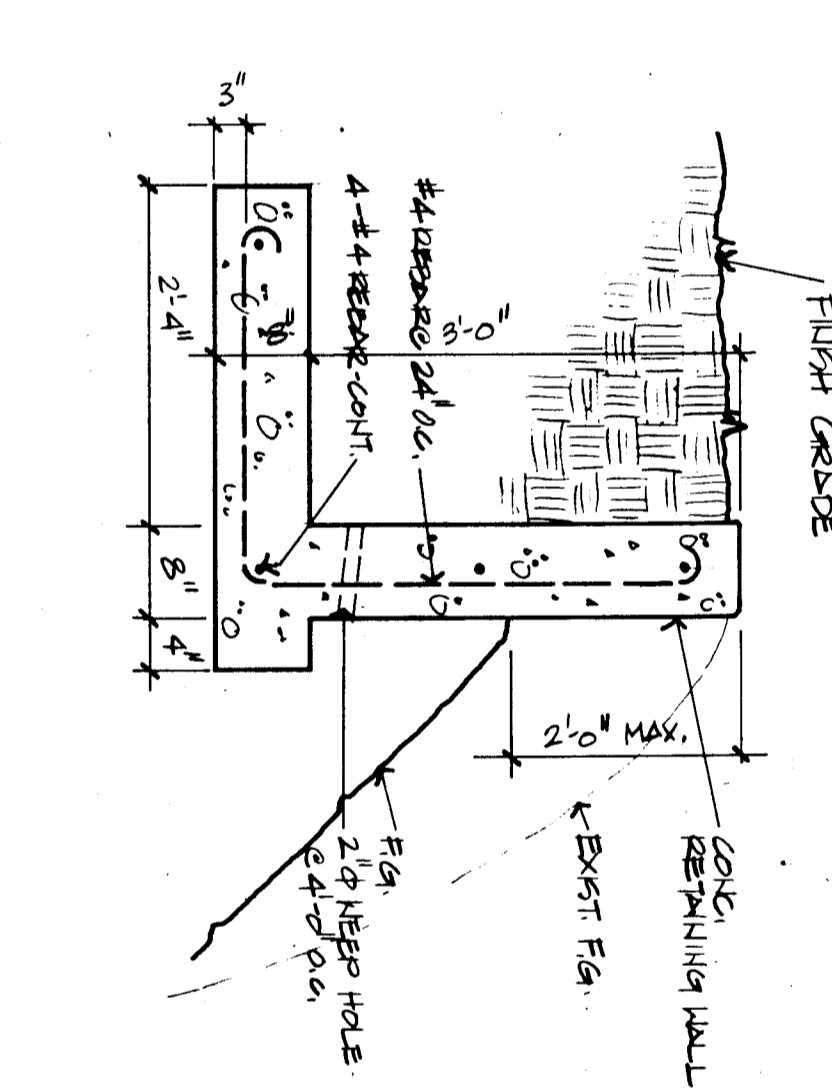 FINISH GRADE
3"
#4 REBAR @ 24" O.C.
4-#4 REBAR-CONT.
3'-0"
2'-4"
8"
4"
2'-0" MAX.
CONC.
RETAINING WALL
EXIST. F.G.
F.G.
2"Φ WEEP HOLE
@ 4'-0" O.C.